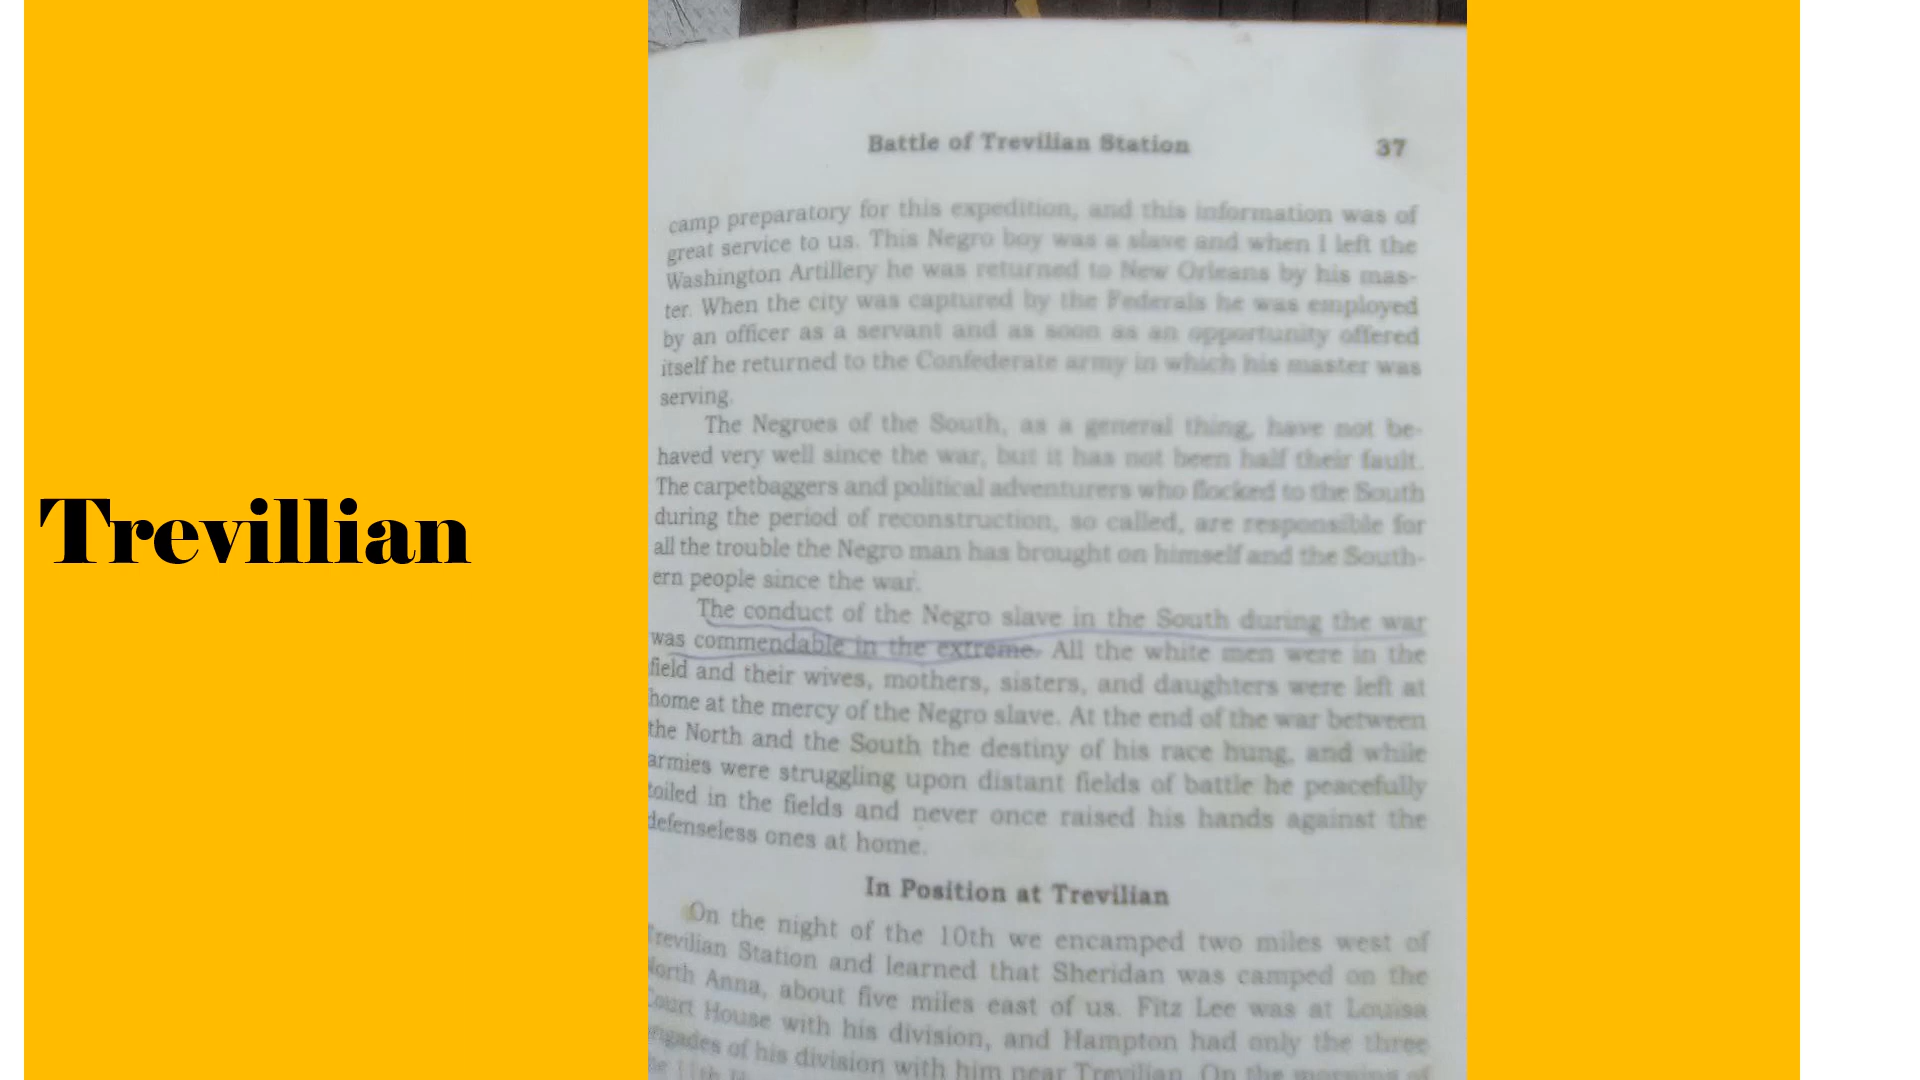 Trevillian
Battle of Trevilian Station 37
camp preparatory for this expedition, and this information was of
great service to us. This Negro boy was a slave and when I left the
Washington Artillery he was returned to New Orleans by his mas-
ter. When the city was captured by the Federals he was employed
by an officer as a servant and as soon as an opportunity offered
itself he returned to the Confederate army in which his master was
serving.
The Negroes of the South, as a general thing, have not be-
haved very well since the war, but it has not been half their fault.
The carpetbaggers and political adventurers who flocked to the South
during the period of reconstruction, so called, are responsible for
all the trouble the Negro man has brought on himself and the South-
ern people since the war.
The conduct of the Negro slave in the South during the war
was commendable in the extreme. All the white men were in the
field and their wives, mothers, sisters, and daughters were left at
home at the mercy of the Negro slave. At the end of the war between
the North and the South the destiny of his race hung, and while
armies were struggling upon distant fields of battle he peacefully
toiled in the fields and never once raised his hands against the
defenseless ones at home.
In Position at Trevilian
On the night of the 10th we encamped two miles west of
Trevilian Station and learned that Sheridan was camped on the
North Anna, about five miles east of us. Fitz Lee was at Louisa
Court House with his division, and Hampton had only the three
brigades of his division with him near Trevilian. On the morning of
the 11th